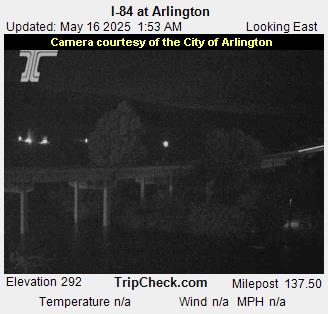 I-84 at Arlington
Updated: May 16 2025 1:53 AM Looking East
Camera courtesy of the City of Arlington
Elevation 292 TripCheck.com Milepost 137.50
Temperature n/a Wind n/a MPH n/a